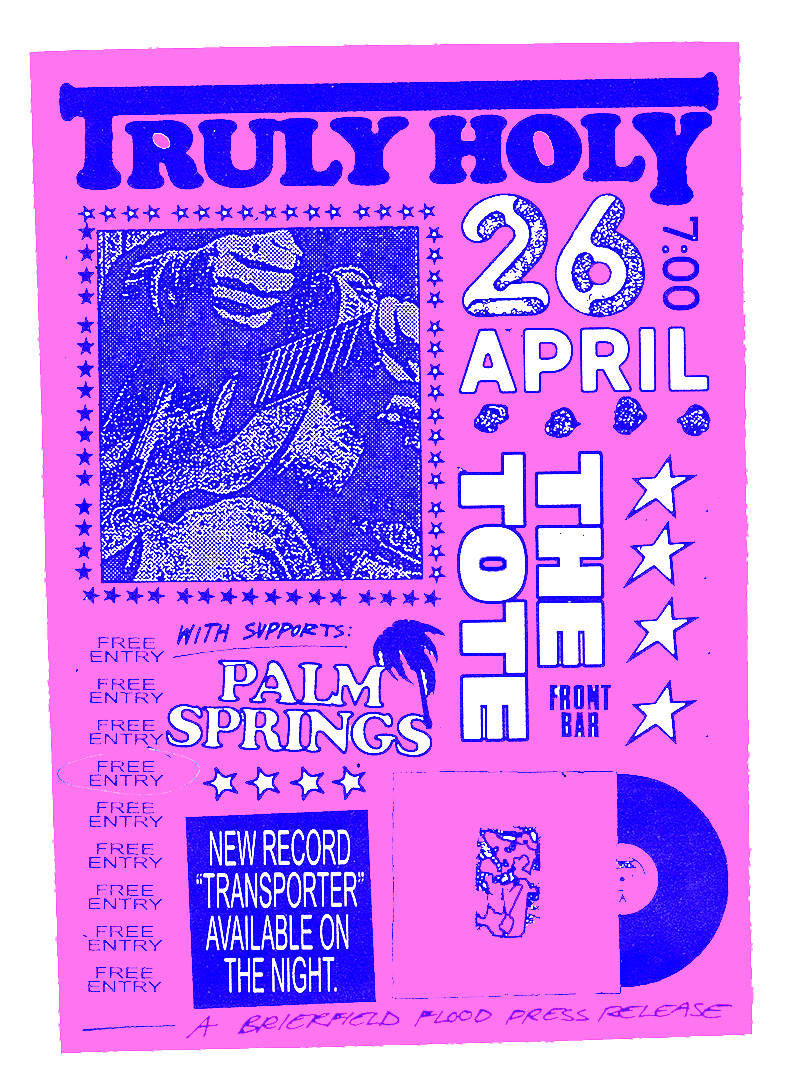 TRULY HOLY
26
7:00
APRIL
THE
TOTE
FRONT
BAR
WITH SUPPORTS:
PALM
SPRINGS
FREE
ENTRY
FREE
ENTRY
FREE
ENTRY
FREE
ENTRY
FREE
ENTRY
FREE
ENTRY
FREE
ENTRY
FREE
ENTRY
FREE
ENTRY
NEW RECORD
“TRANSPORTER”
AVAILABLE ON
THE NIGHT.
A
A BRIERFIELD FLOOD PRESS RELEASE